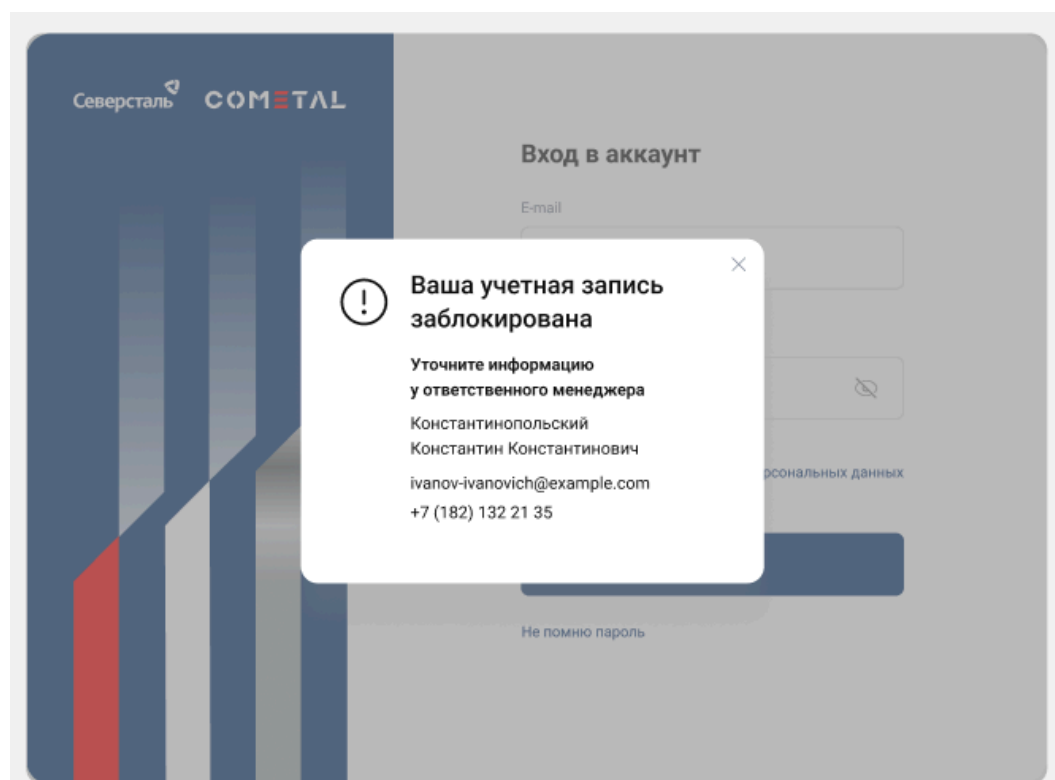 Северсталь COMETAL
Вход в аккаунт
E-mail
Ваша учетная запись
заблокирована
Уточните информацию
у ответственного менеджера
Константинопольский
Константин Константинович
ivanov-ivanovich@example.com
+7 (182) 132 21 35
данных
Не помню пароль